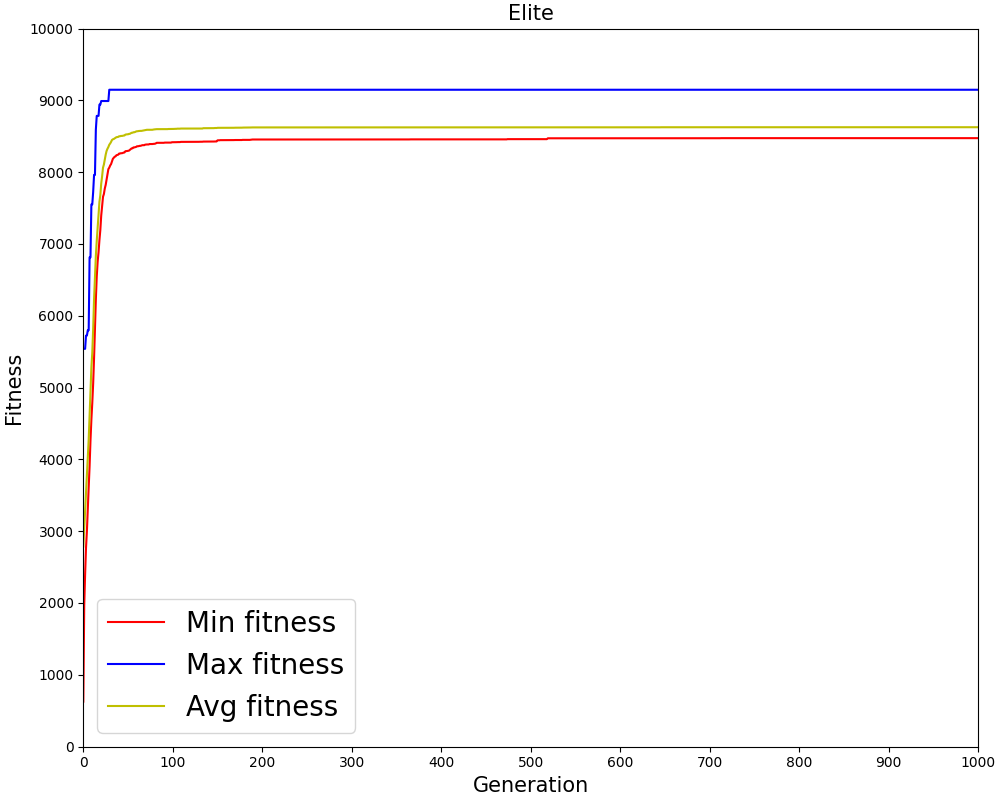 Elite
10000
9000
8000
7000
6000
5000
4000
3000
2000
1000
0
Fitness
Min fitness
Max fitness
Avg fitness
0 100 200 300 400 500 600 700 800 900 1000
Generation